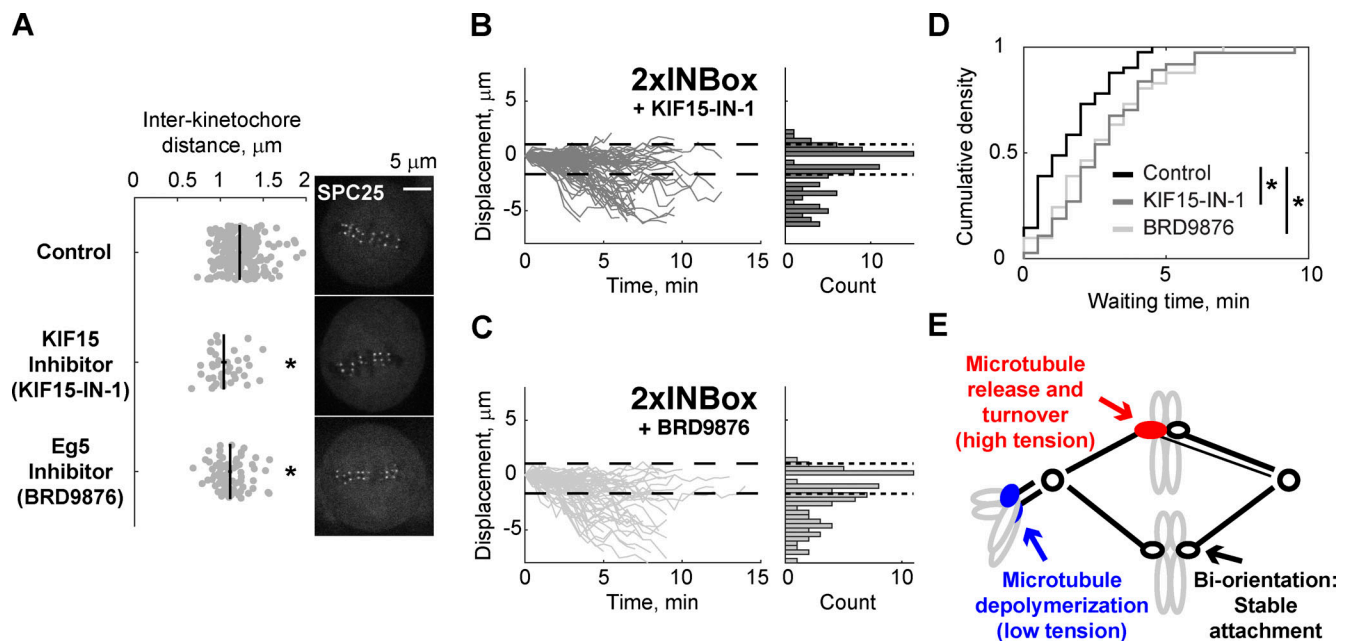 A
Inter-kinetochore
distance, μm
0 0.5 1 1.5 2
5 μm
SPC25
Control
KIF15
Inhibitor
(KIF15-IN-1)
*
Eg5
Inhibitor
(BRD9876)
*
B
2xINBox
+ KIF15-IN-1
Displacement, μm
5
0
-5
0 5 10 15
Time, min
0 10
Count
C
2xINBox
+ BRD9876
Displacement, μm
5
0
-5
0 5 10 15
Time, min
0 10
Count
D
Cumulative density
1
0.5
0
Control
KIF15-IN-1
BRD9876
*
*
0 5 10
Waiting time, min
E
Microtubule
release and
turnover
(high tension)
Microtubule
depolymerization
(low tension)
Bi-orientation:
Stable
attachment